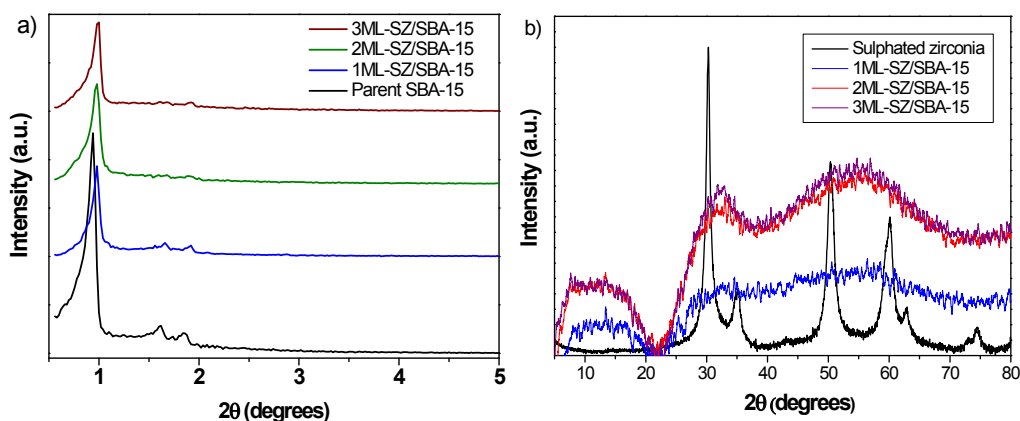 a)
3ML-SZ/SBA-15
2ML-SZ/SBA-15
1ML-SZ/SBA-15
Parent SBA-15
Intensity (a.u.)
1 2 3 4 5
2θ (degrees)
b)
Sulphated zirconia
1ML-SZ/SBA-15
2ML-SZ/SBA-15
3ML-SZ/SBA-15
Intensity (a.u.)
10 20 30 40 50 60 70 80
2θ (degrees)